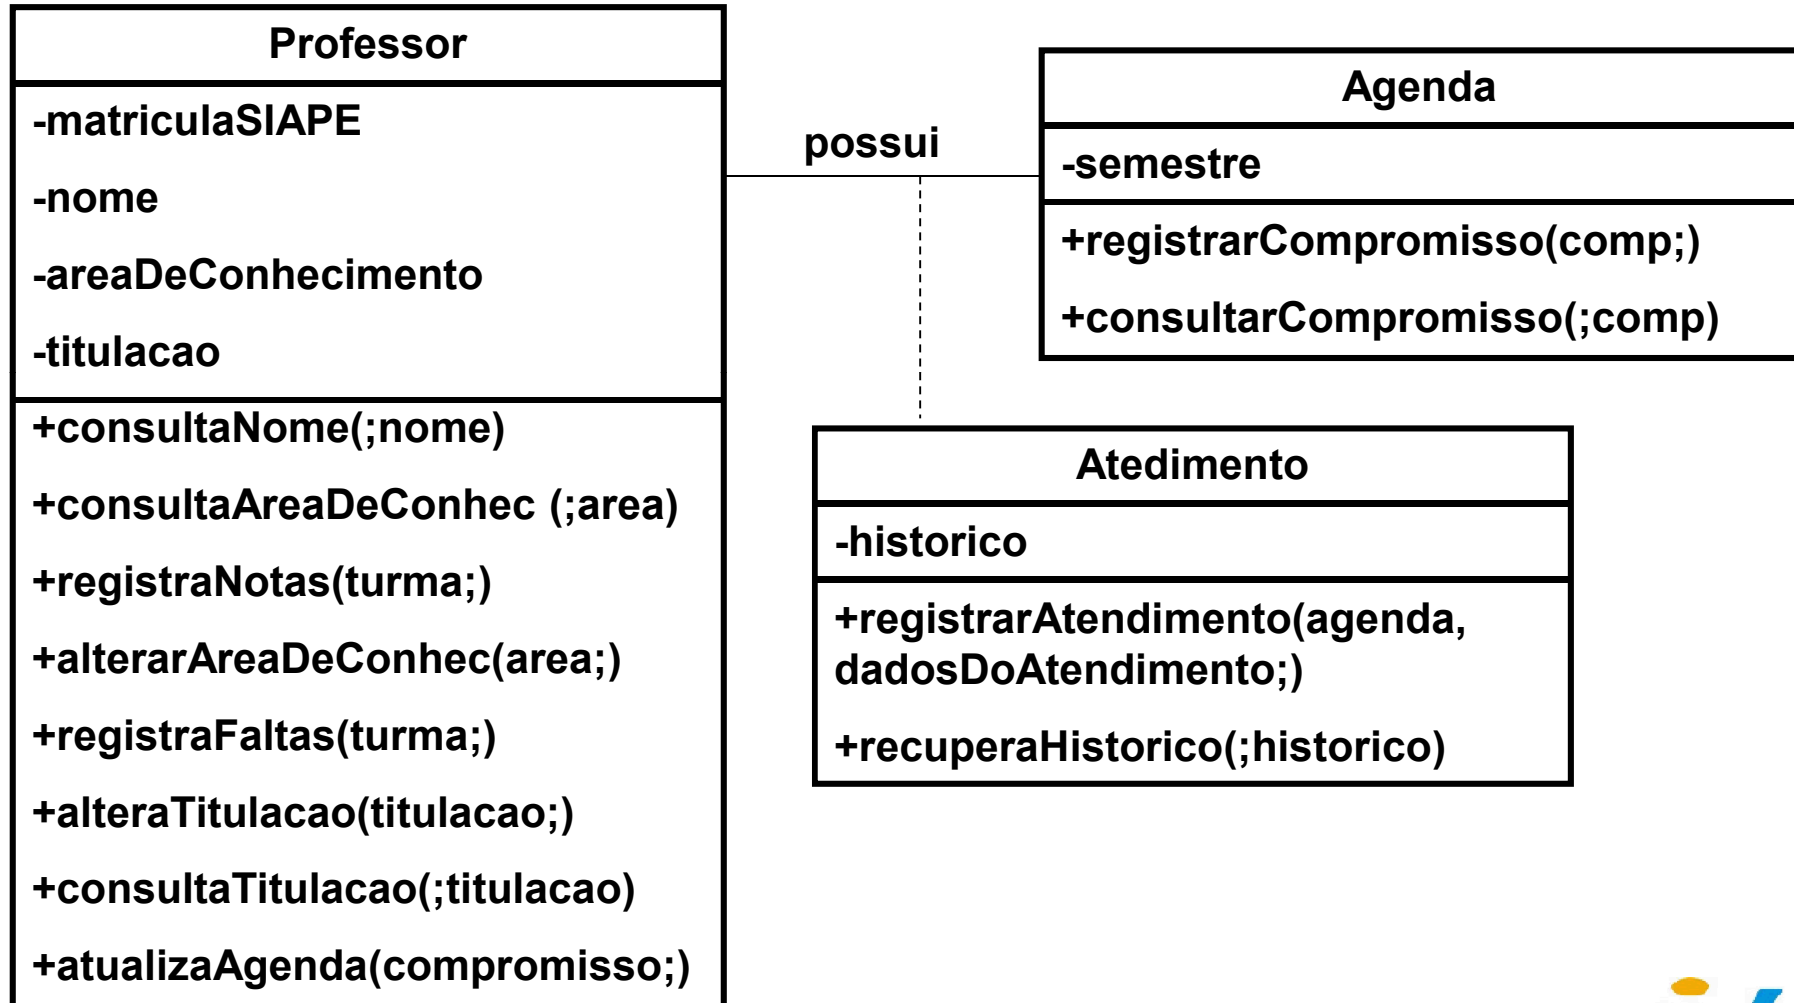 Professor
-matriculaSIAPE
-nome
-areaDeConhecimento
-titulacao
+consultaNome(;nome)
+consultaAreaDeConhec (;area)
+registraNotas(turma;)
+alterarAreaDeConhec(area;)
+registraFaltas(turma;)
+alteraTitulacao(titulacao;)
+consultaTitulacao(;titulacao)
+atualizaAgenda(compromisso;)
possui
Agenda
-semestre
+registrarCompromisso(comp;)
+consultarCompromisso(;comp)
Atedimento
-historico
+registrarAtendimento(agenda,
dadosDoAtendimento;)
+recuperaHistorico(;historico)